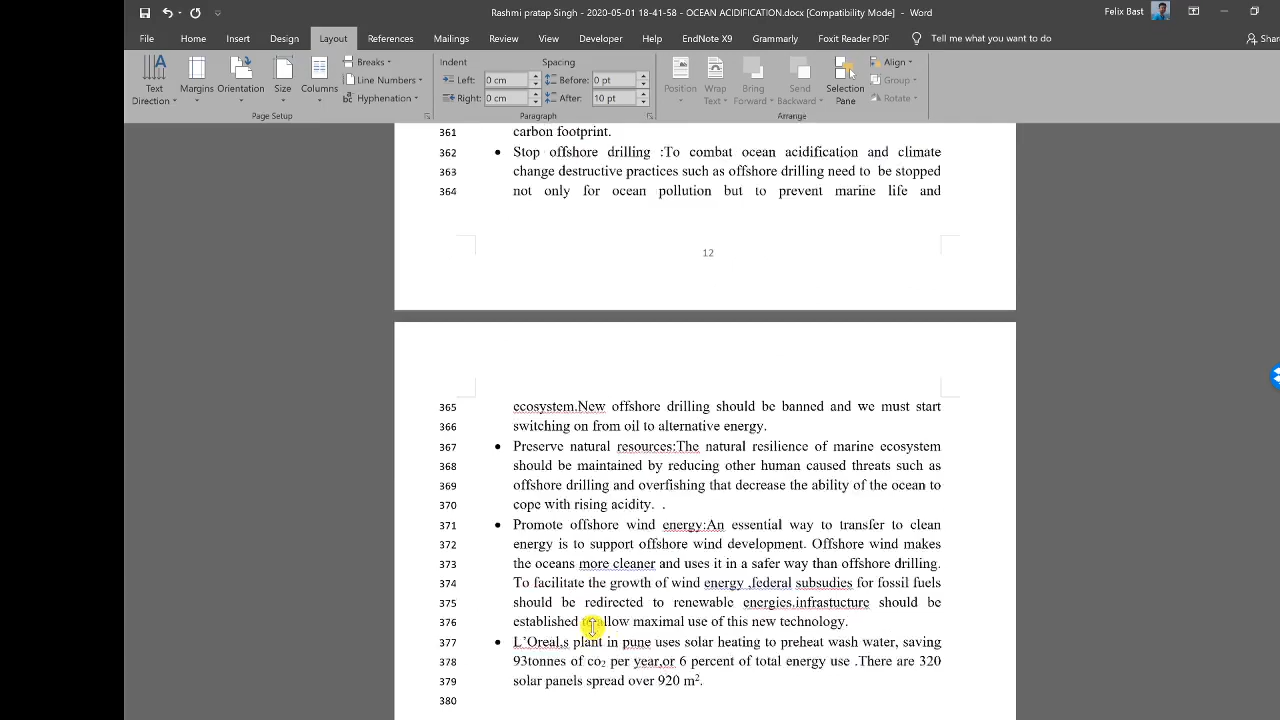 Rashmi pratap Singh - 2020-05-01 18-41-58 - OCEAN ACIDIFICATION.docx [Compatibility Mode] - Word
Felix Bast
File Home Insert Design Layout References Mailings Review View Developer Help EndNote X9 Grammarly Foxit Reader PDF Tell me what you want to do Share
Text Direction
Margins
Orientation
Size
Columns
Breaks
Line Numbers
Hyphenation
Page Setup
Indent
Left: 0 cm
Right: 0 cm
Spacing
Before: 0 pt
After: 10 pt
Paragraph
Position
Wrap Text
Bring Forward
Send Backward
Selection Pane
Align
Group
Rotate
Arrange
361 carbon footprint.
362 • Stop offshore drilling :To combat ocean acidification and climate
363 change destructive practices such as offshore drilling need to be stopped
364 not only for ocean pollution but to prevent marine life and
12
365 ecosystem.New offshore drilling should be banned and we must start
366 switching on from oil to alternative energy.
367 • Preserve natural resources:The natural resilience of marine ecosystem
368 should be maintained by reducing other human caused threats such as
369 offshore drilling and overfishing that decrease the ability of the ocean to
370 cope with rising acidity. .
371 • Promote offshore wind energy:An essential way to transfer to clean
372 energy is to support offshore wind development. Offshore wind makes
373 the oceans more cleaner and uses it in a safer way than offshore drilling.
374 To facilitate the growth of wind energy ,federal subsudies for fossil fuels
375 should be redirected to renewable energies.infrastucture should be
376 established to allow maximal use of this new technology.
377 • L’Oreal,s plant in pune uses solar heating to preheat wash water, saving
378 93tonnes of co₂ per year,or 6 percent of total energy use .There are 320
379 solar panels spread over 920 m².
380